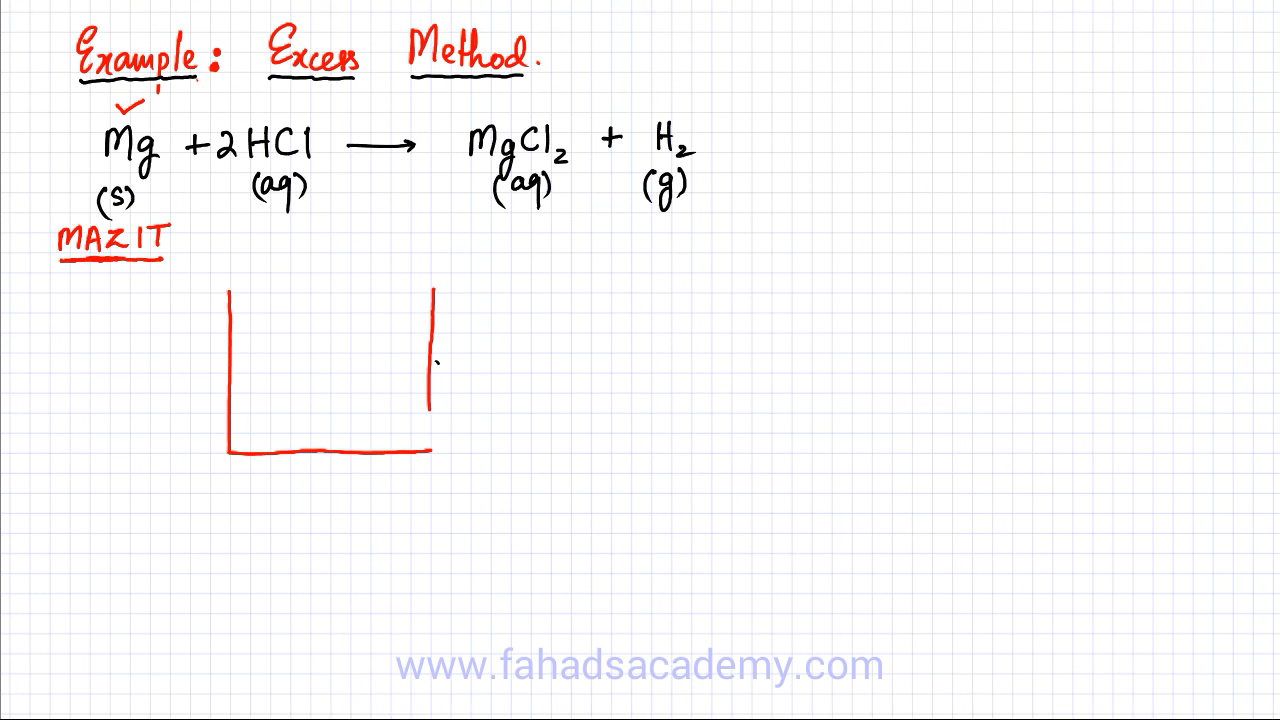 Example: Excess Method.
Mg + 2HCl → MgCl₂ + H₂
(s) (aq) (aq) (g)
MAZIT
www.fahadsacademy.com